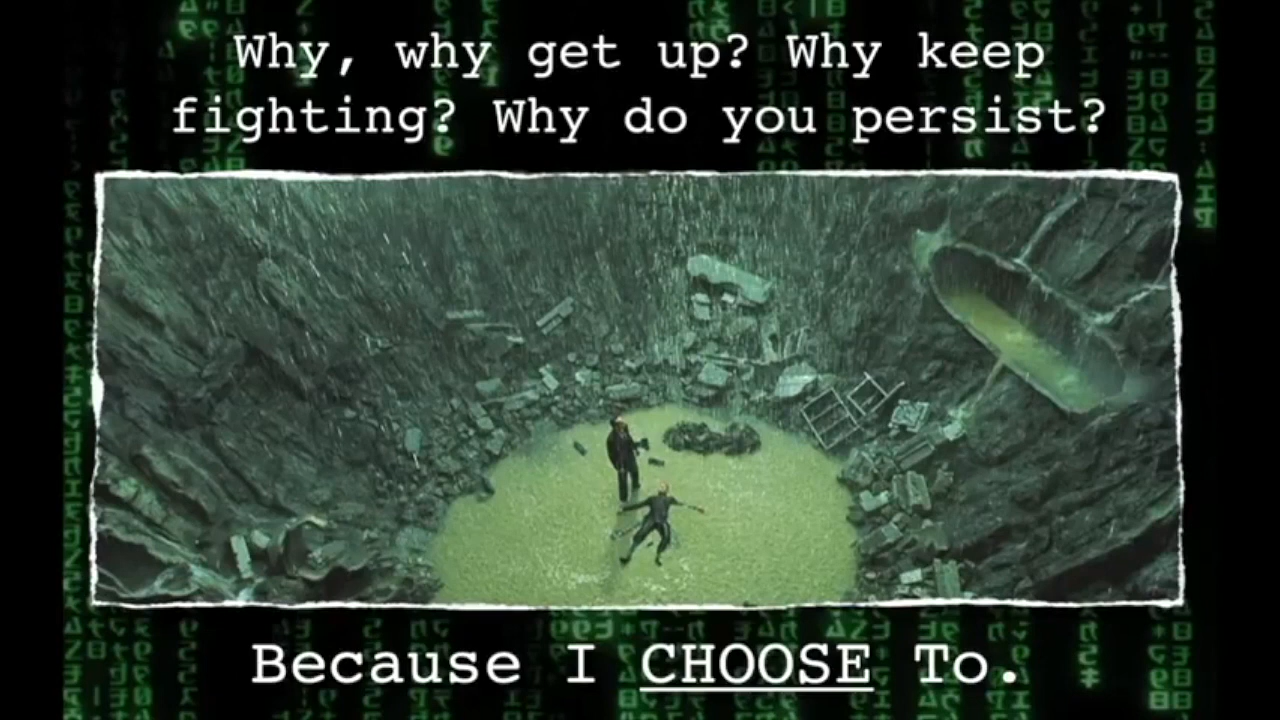 Why, why get up? Why keep
fighting? Why do you persist?
Because I CHOOSE To.